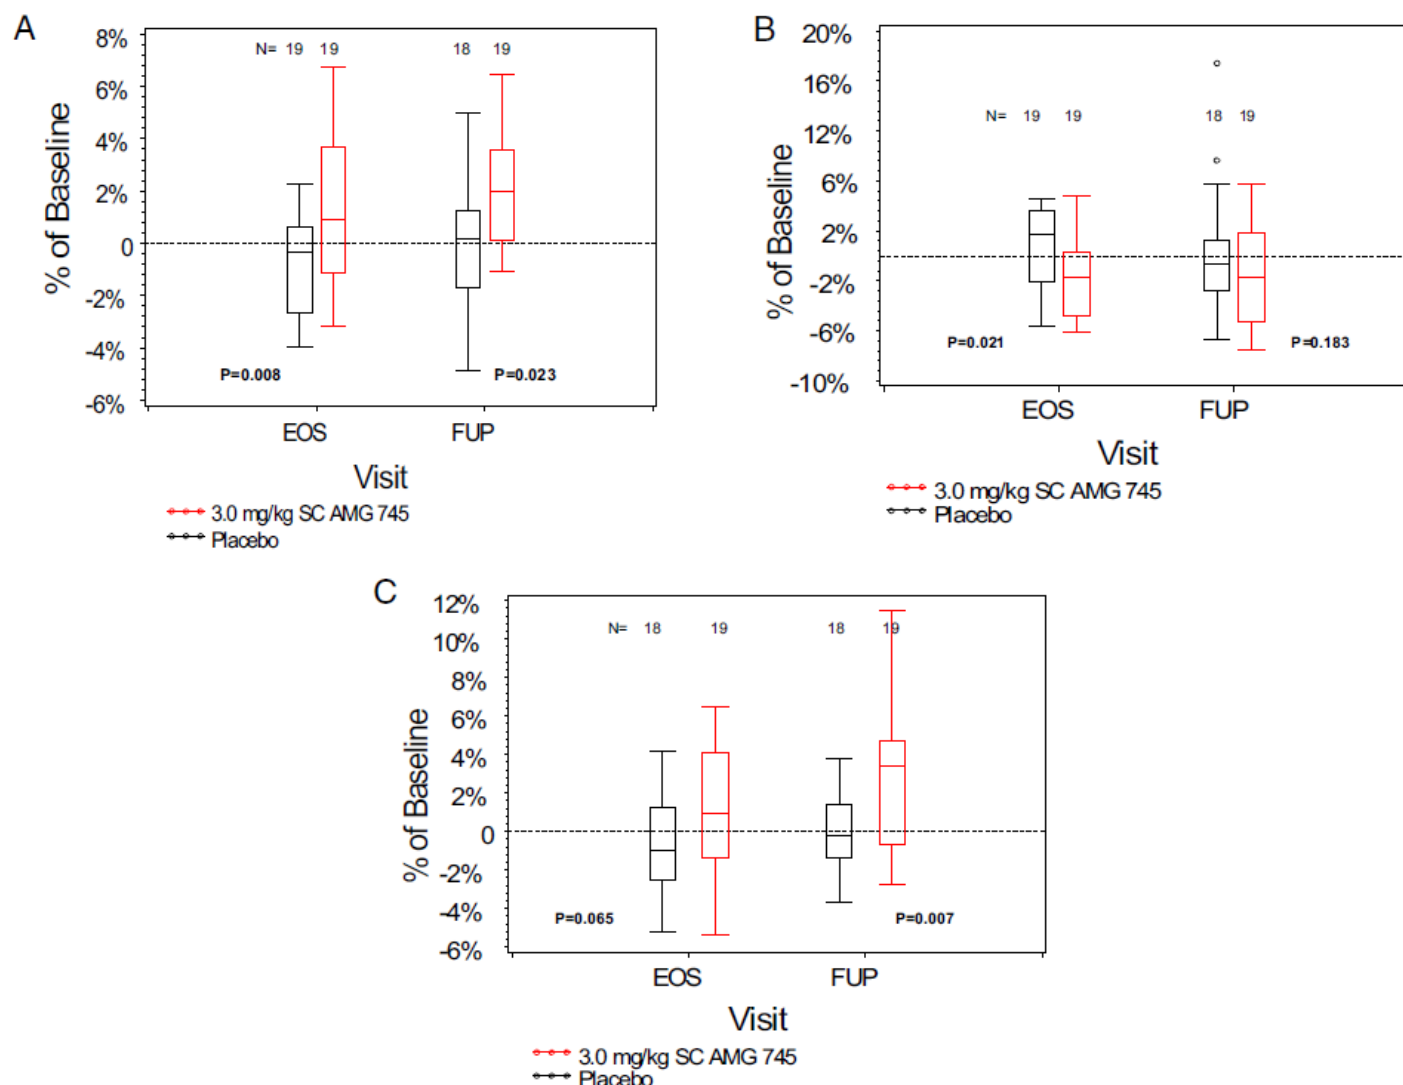 A
8%
6%
4%
2%
0
-2%
-4%
-6%
% of Baseline
N= 19 19 18 19
P=0.008 P=0.023
EOS FUP
Visit
3.0 mg/kg SC AMG 745
Placebo
B
20%
16%
12%
6%
2%
-2%
-6%
-10%
% of Baseline
N= 19 19 18 19
P=0.021 P=0.183
EOS FUP
Visit
3.0 mg/kg SC AMG 745
Placebo
C
12%
10%
8%
6%
4%
2%
0
-2%
-4%
-6%
% of Baseline
N= 18 19 18 19
P=0.065 P=0.007
EOS FUP
Visit
3.0 mg/kg SC AMG 745
Placebo